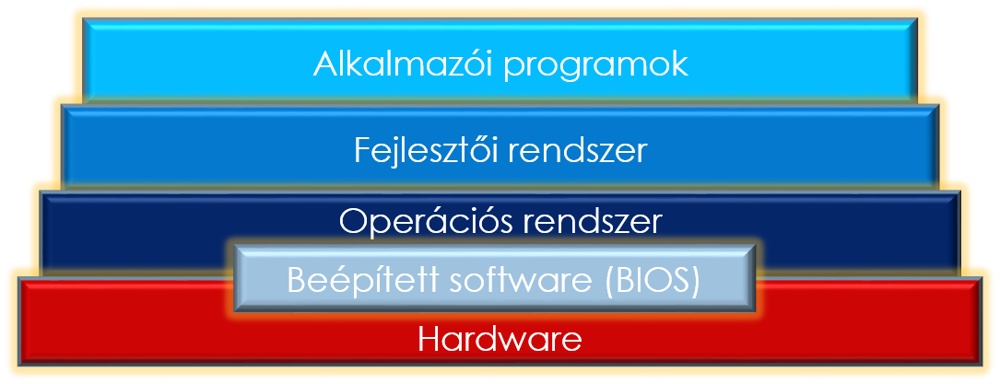 Alkalmazói programok
Fejlesztői rendszer
Operációs rendszer
Beépített software (BIOS)
Hardware